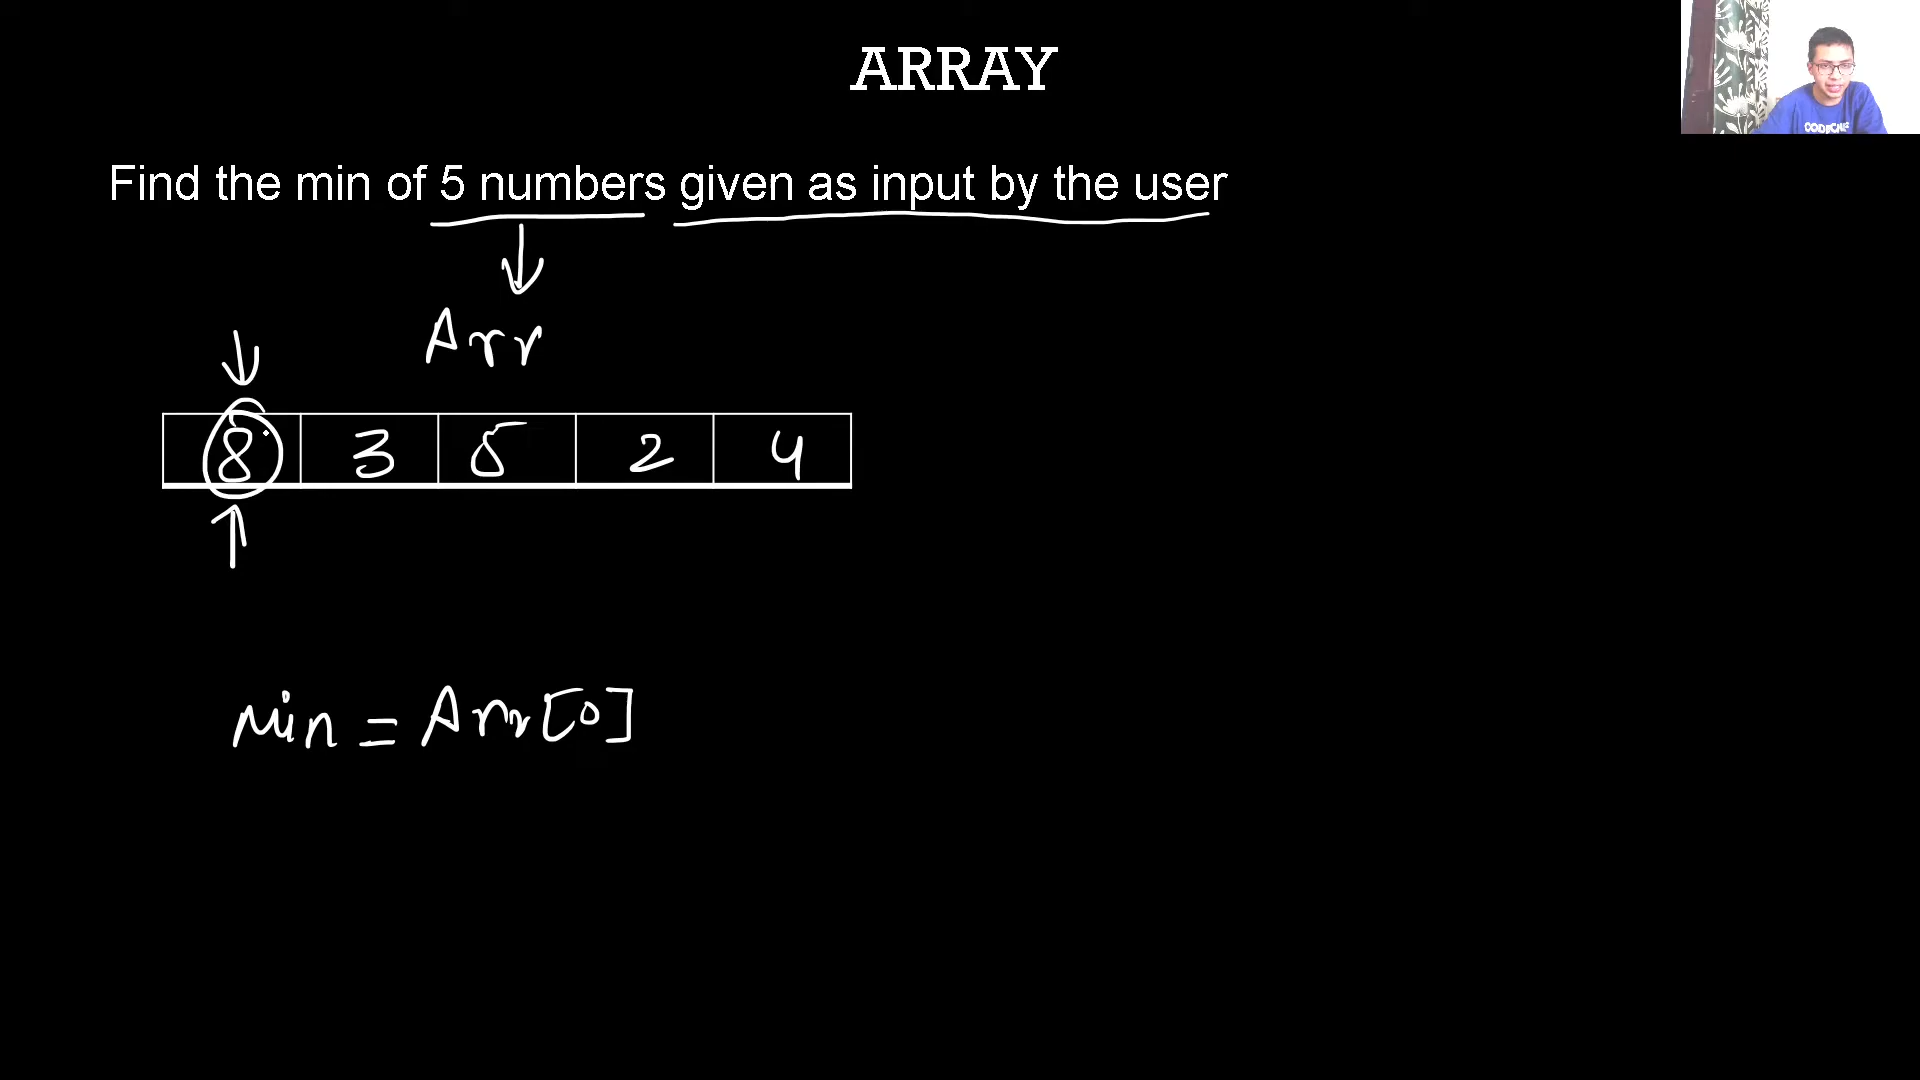 ARRAY
Find the min of 5 numbers given as input by the user
Arr
8 3 5 2 4
Min = Arr[0]